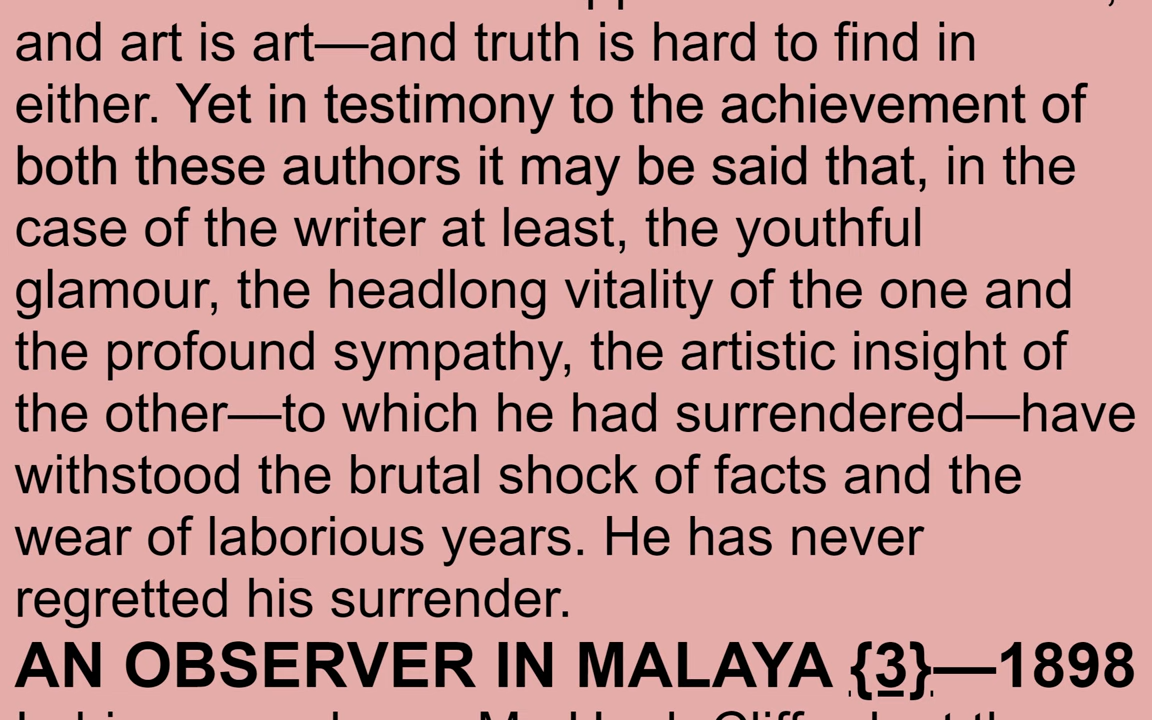 and art is art—and truth is hard to find in
either. Yet in testimony to the achievement of
both these authors it may be said that, in the
case of the writer at least, the youthful
glamour, the headlong vitality of the one and
the profound sympathy, the artistic insight of
the other—to which he had surrendered—have
withstood the brutal shock of facts and the
wear of laborious years. He has never
regretted his surrender.
AN OBSERVER IN MALAYA {3}—1898